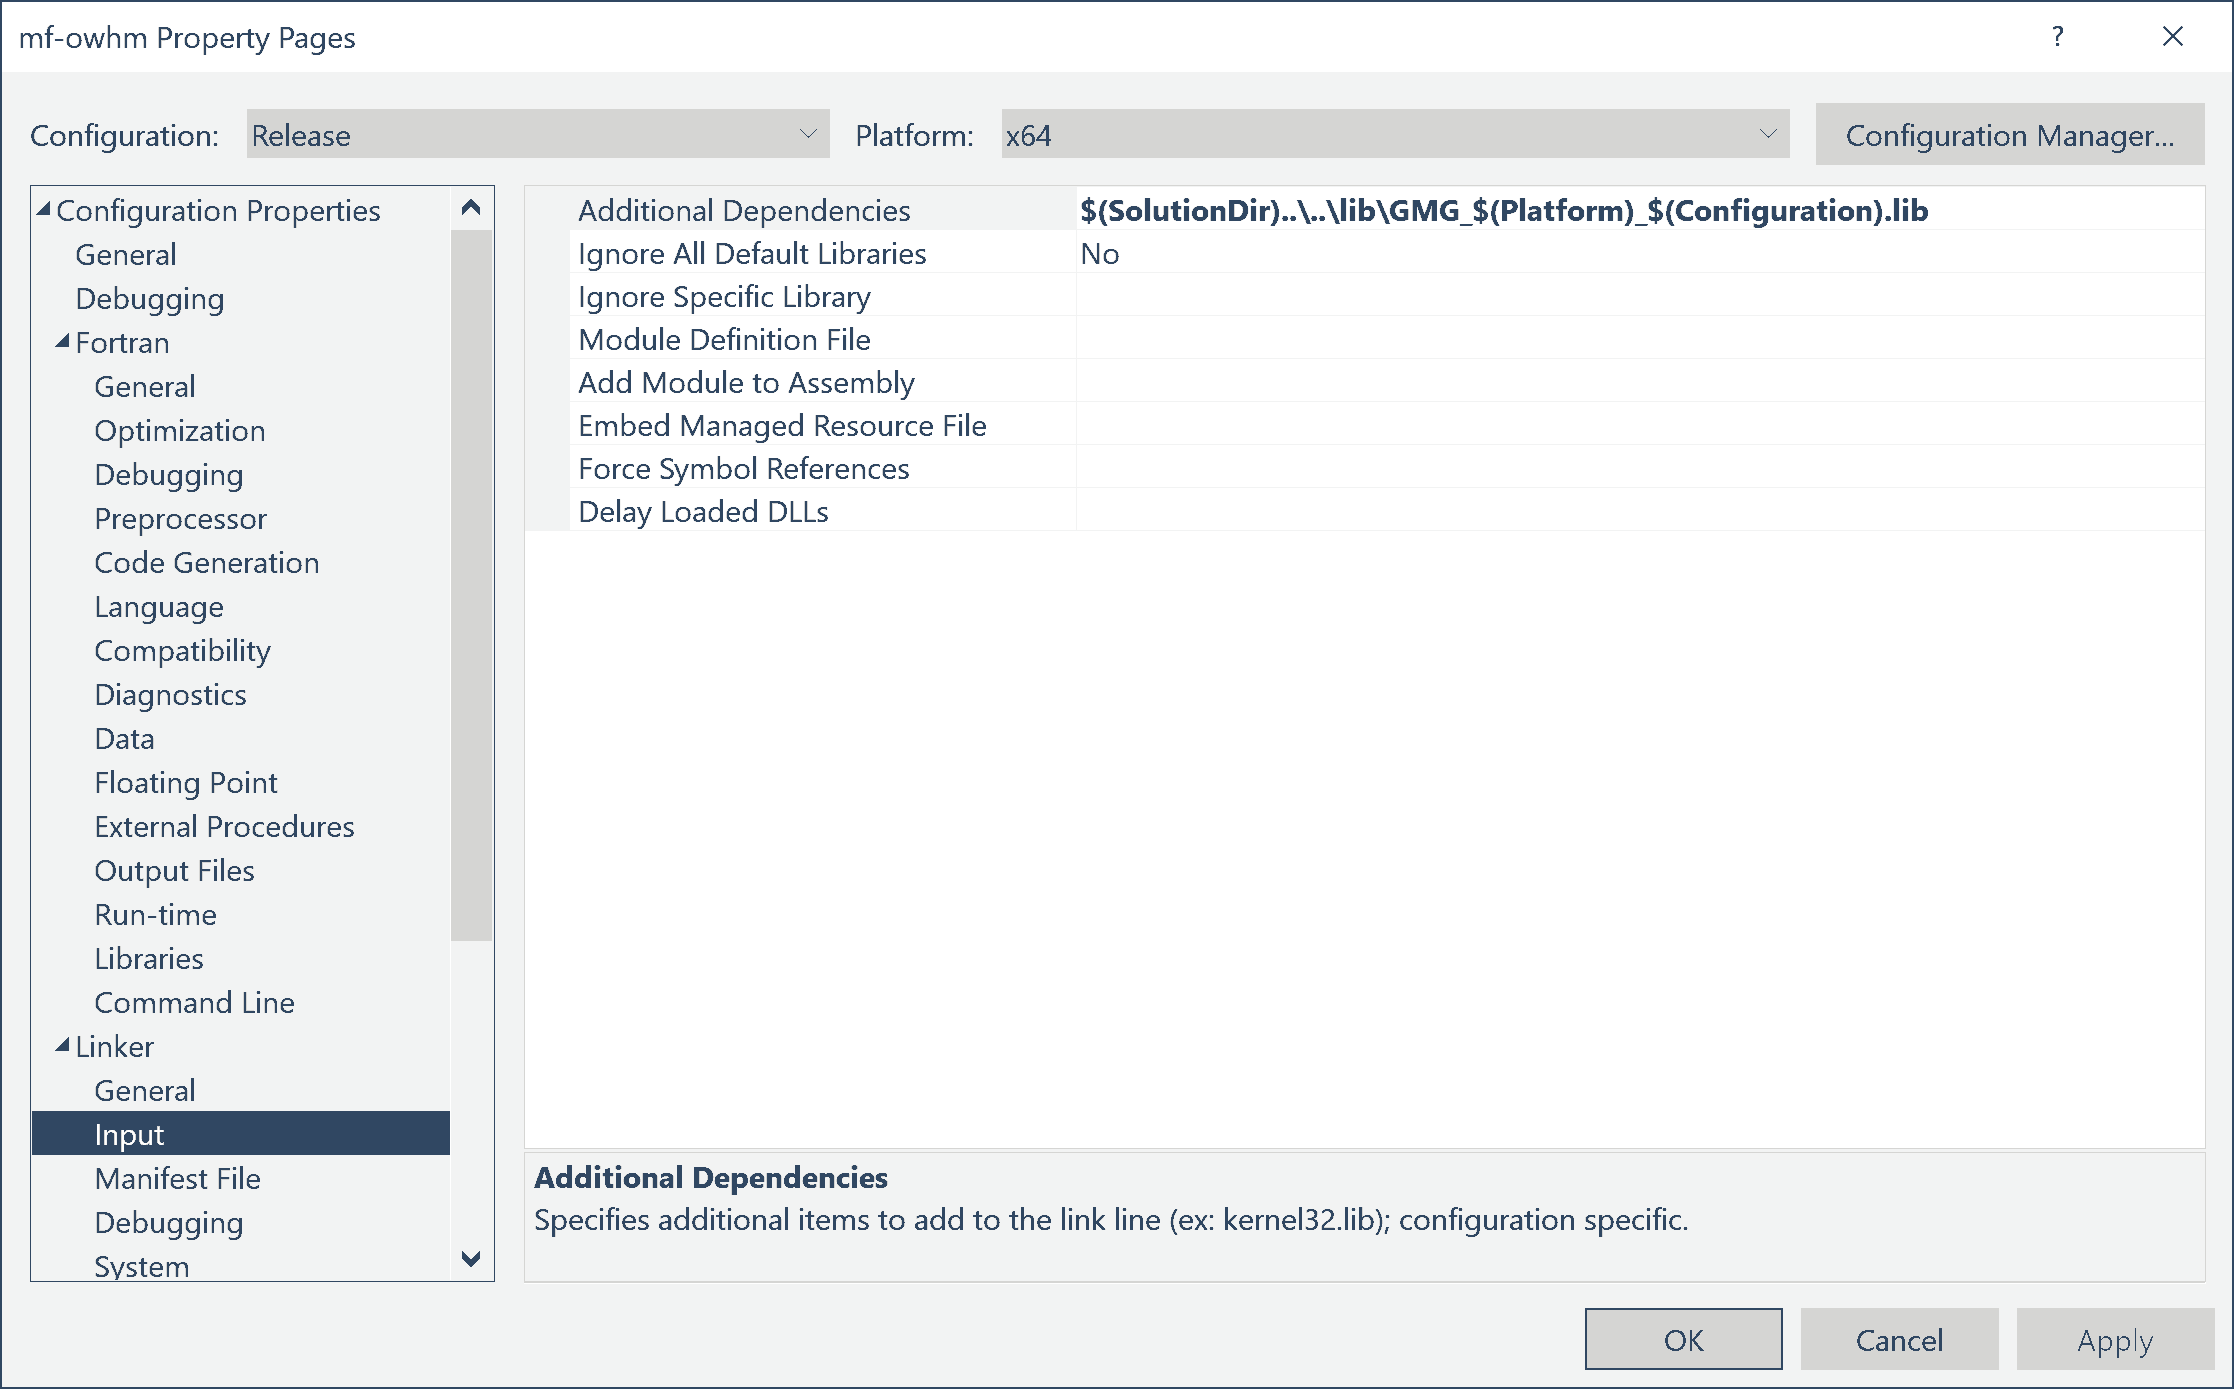 mf-owhm Property Pages
?
Configuration: Release Platform: x64 Configuration Manager...
Configuration Properties
General
Debugging
Fortran
General
Optimization
Debugging
Preprocessor
Code Generation
Language
Compatibility
Diagnostics
Data
Floating Point
External Procedures
Output Files
Run-time
Libraries
Command Line
Linker
General
Input
Manifest File
Debugging
System
Additional Dependencies $(SolutionDir)..\..\lib\GMG_$(Platform)_$(Configuration).lib
Ignore All Default Libraries No
Ignore Specific Library
Module Definition File
Add Module to Assembly
Embed Managed Resource File
Force Symbol References
Delay Loaded DLLs
Additional Dependencies
Specifies additional items to add to the link line (ex: kernel32.lib); configuration specific.
OK Cancel Apply